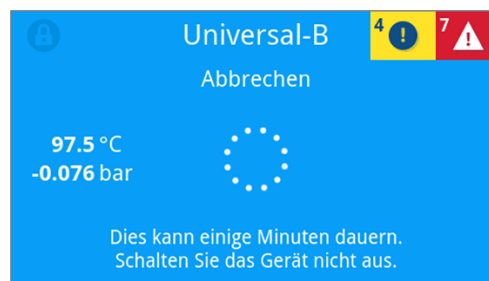 Universal-B
4
7
Abbrechen
97.5 °C
-0.076 bar
Dies kann einige Minuten dauern.
Schalten Sie das Gerät nicht aus.